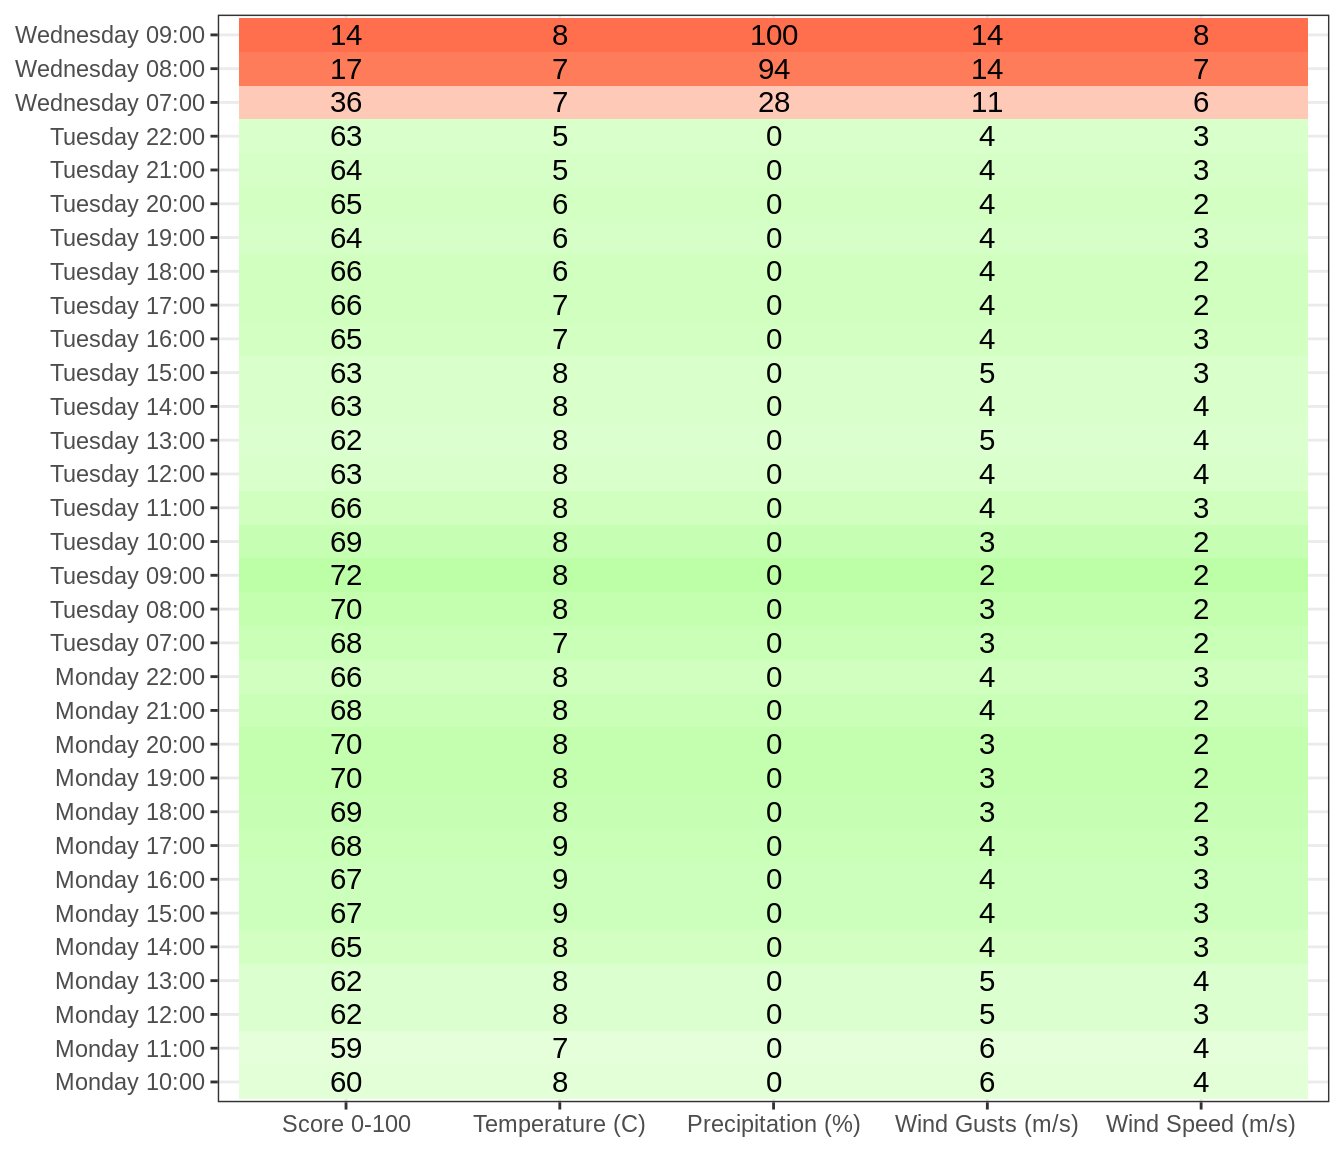 Wednesday 09:00 14 8 100 14 8
Wednesday 08:00 17 7 94 14 7
Wednesday 07:00 36 7 28 11 6
Tuesday 22:00 63 5 0 4 3
Tuesday 21:00 64 5 0 4 3
Tuesday 20:00 65 6 0 4 2
Tuesday 19:00 64 6 0 4 3
Tuesday 18:00 66 6 0 4 2
Tuesday 17:00 66 7 0 4 2
Tuesday 16:00 65 7 0 4 3
Tuesday 15:00 63 8 0 5 3
Tuesday 14:00 63 8 0 4 4
Tuesday 13:00 62 8 0 5 4
Tuesday 12:00 63 8 0 4 4
Tuesday 11:00 66 8 0 4 3
Tuesday 10:00 69 8 0 3 2
Tuesday 09:00 72 8 0 2 2
Tuesday 08:00 70 8 0 3 2
Tuesday 07:00 68 7 0 3 2
Monday 22:00 66 8 0 4 3
Monday 21:00 68 8 0 4 2
Monday 20:00 70 8 0 3 2
Monday 19:00 70 8 0 3 2
Monday 18:00 69 8 0 3 2
Monday 17:00 68 9 0 4 3
Monday 16:00 67 9 0 4 3
Monday 15:00 67 9 0 4 3
Monday 14:00 65 8 0 4 3
Monday 13:00 62 8 0 5 4
Monday 12:00 62 8 0 5 3
Monday 11:00 59 7 0 6 4
Monday 10:00 60 8 0 6 4
Score 0-100 Temperature (C) Precipitation (%) Wind Gusts (m/s) Wind Speed (m/s)